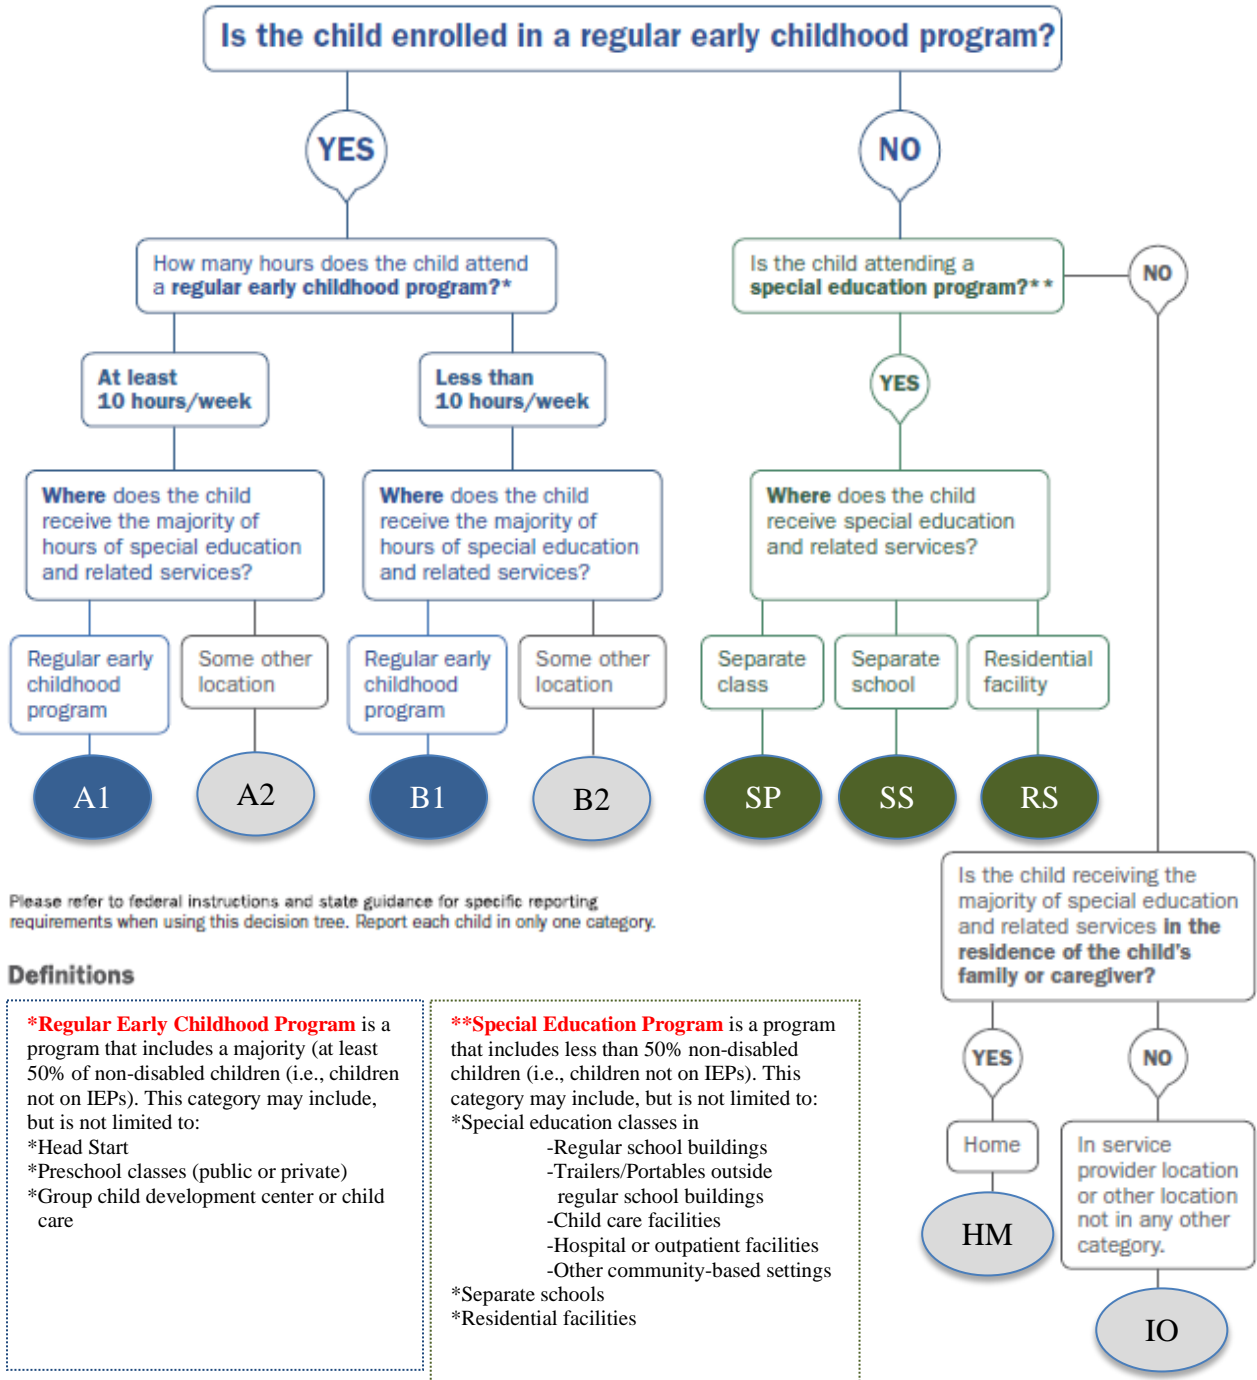 Is the child enrolled in a regular early childhood program?
YES
NO
How many hours does the child attend
a regular early childhood program?*
Is the child attending a
special education program?**
NO
At least
10 hours/week
Less than
10 hours/week
YES
Where does the child
receive the majority of
hours of special education
and related services?
Where does the child
receive the majority of
hours of special education
and related services?
Where does the child
receive special education
and related services?
Regular early
childhood
program
Some other
location
Regular early
childhood
program
Some other
location
Separate
class
Separate
school
Residential
facility
A1
A2
B1
B2
SP
SS
RS
Is the child receiving the
majority of special education
and related services in the
residence of the child's
family or caregiver?
YES
NO
Home
In service
provider location
or other location
not in any other
category.
HM
IO
Please refer to federal instructions and state guidance for specific reporting
requirements when using this decision tree. Report each child in only one category.
Definitions
*Regular Early Childhood Program is a
program that includes a majority (at least
50% of non-disabled children (i.e., children
not on IEPs). This category may include,
but is not limited to:
*Head Start
*Preschool classes (public or private)
*Group child development center or child
care
**Special Education Program is a program
that includes less than 50% non-disabled
children (i.e., children not on IEPs). This
category may include, but is not limited to:
*Special education classes in
-Regular school buildings
-Trailers/Portables outside
regular school buildings
-Child care facilities
-Hospital or outpatient facilities
-Other community-based settings
*Separate schools
*Residential facilities